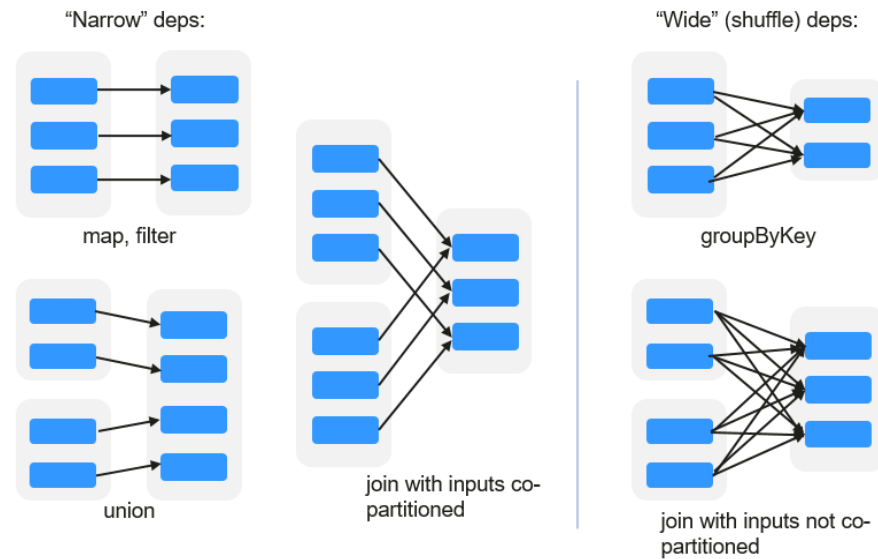 “Narrow” deps:
“Wide” (shuffle) deps:
map, filter
groupByKey
union
join with inputs co-
partitioned
join with inputs not co-
partitioned